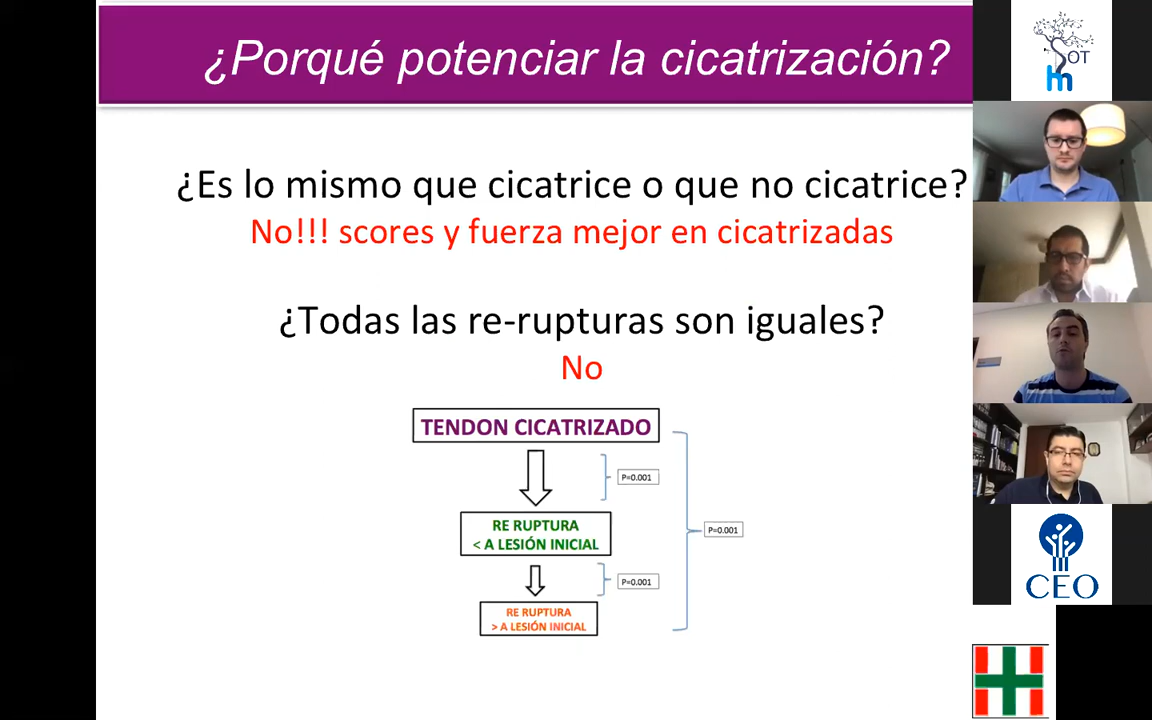 ¿Porqué potenciar la cicatrización?
¿Es lo mismo que cicatrice o que no cicatrice?
No!!! scores y fuerza mejor en cicatrizadas
¿Todas las re-rupturas son iguales?
No
TENDON CICATRIZADO
P=0.001
RE RUPTURA
< A LESIÓN INICIAL
P=0.001
P=0.001
RE RUPTURA
> A LESIÓN INICIAL
SOT
hm
CEO